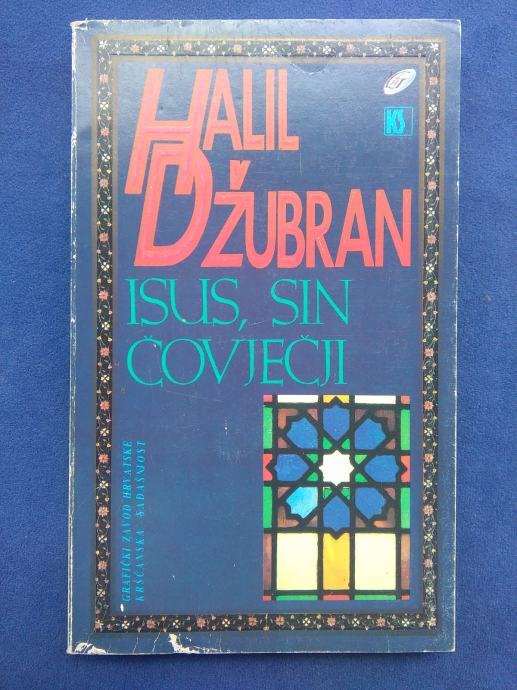 HALIL
DŽUBRAN
ISUS, SIN
ČOVJEČJI
KS
GRAFIČKI ZAVOD HRVATSKE
KRŠĆANSKA SADAŠNJOST